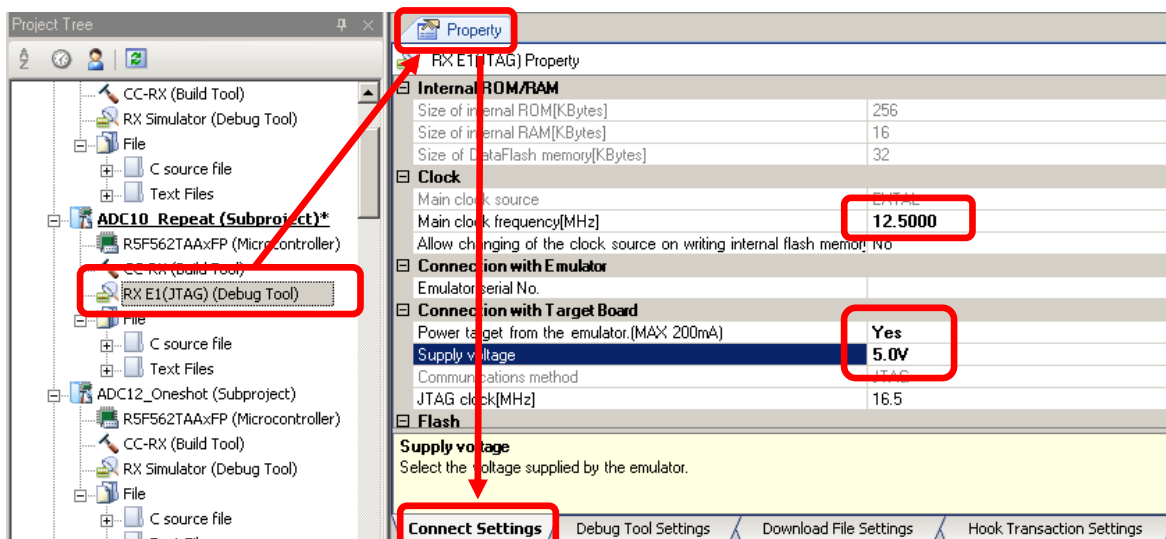 Project Tree
CC-RX (Build Tool)
RX Simulator (Debug Tool)
File
C source file
Text Files
ADC10_Repeat (Subproject)*
R5F562TAAxFP (Microcontroller)
CC-RX (Build Tool)
RX E1(JTAG) (Debug Tool)
File
C source file
Text Files
ADC12_Oneshot (Subproject)
R5F562TAAxFP (Microcontroller)
CC-RX (Build Tool)
RX Simulator (Debug Tool)
File
C source file
Property
RX E1(JTAG) Property
Internal ROM/RAM
Size of internal ROM[KBytes] 256
Size of internal RAM[KBytes] 16
Size of DataFlash memory[KBytes] 32
Clock
Main clock source EXTAL
Main clock frequency[MHz] 12.5000
Allow changing of the clock source on writing internal flash memory No
Connection with Emulator
Emulator serial No.
Connection with Target Board
Power target from the emulator.(MAX 200mA) Yes
Supply voltage 5.0V
Communications method JTAG
JTAG clock[MHz] 16.5
Flash
Supply voltage
Select the voltage supplied by the emulator.
Connect Settings Debug Tool Settings Download File Settings Hook Transaction Settings